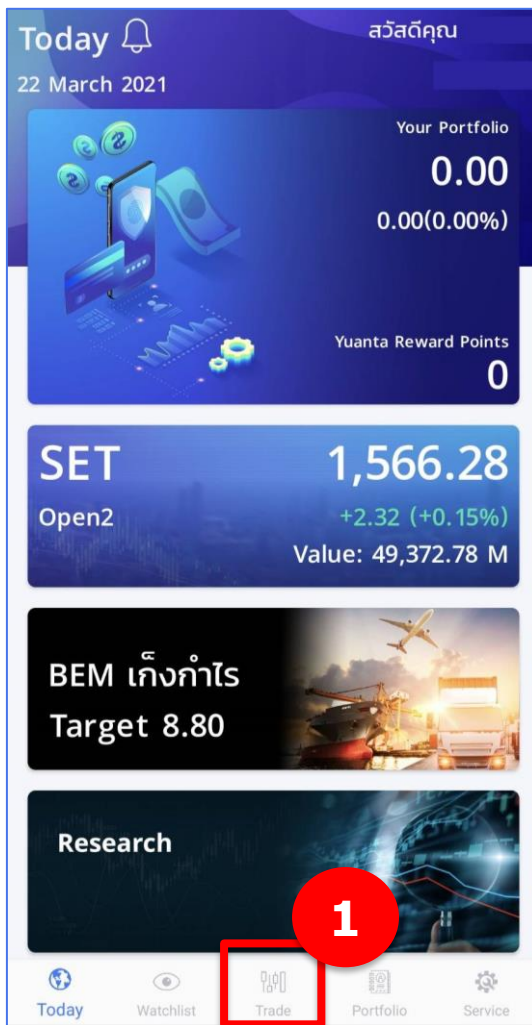 Today
สวัสดีคุณ
22 March 2021
Your Portfolio
0.00
0.00(0.00%)
Yuanta Reward Points
0
SET
1,566.28
Open2
+2.32 (+0.15%)
Value: 49,372.78 M
BEM เก็งกำไร
Target 8.80
Research
1
Today
Watchlist
Trade
Portfolio
Service